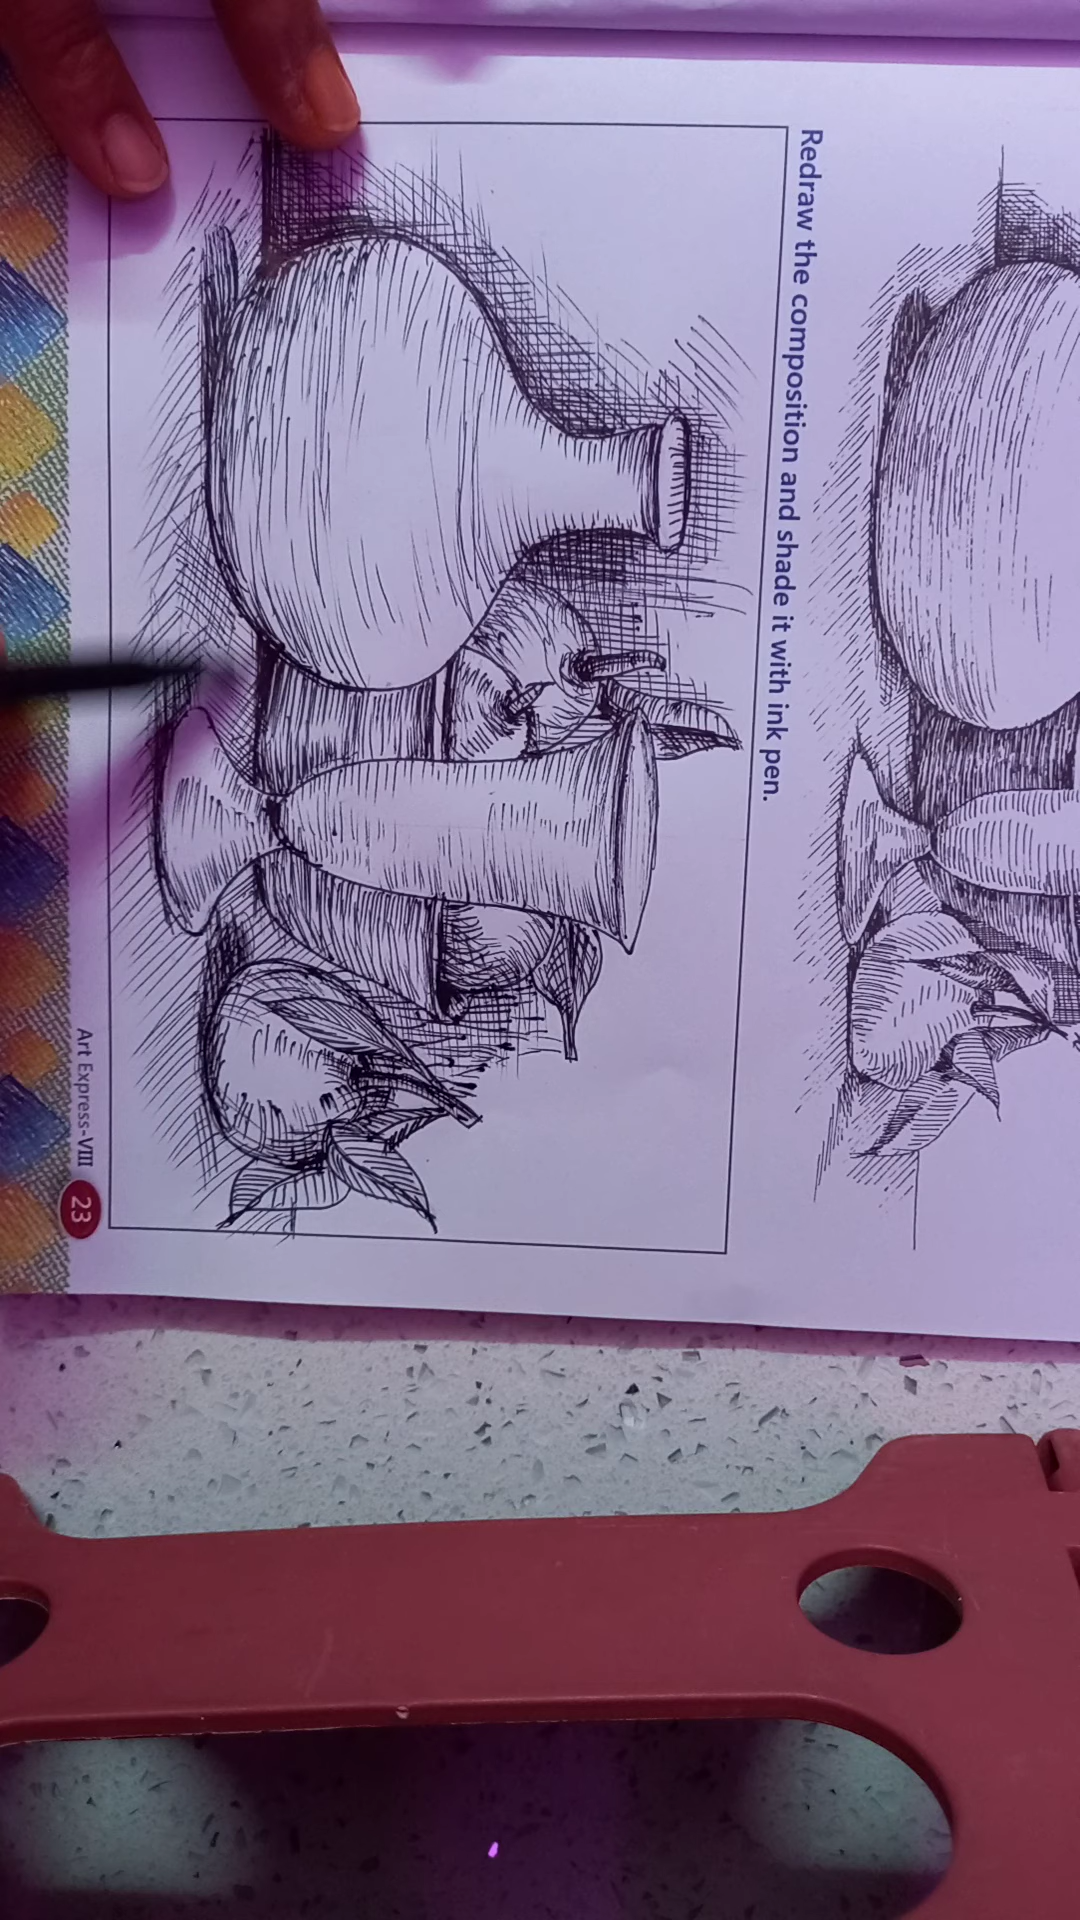 Redraw the composition and shade it with ink pen.
Art Express-VIII 23